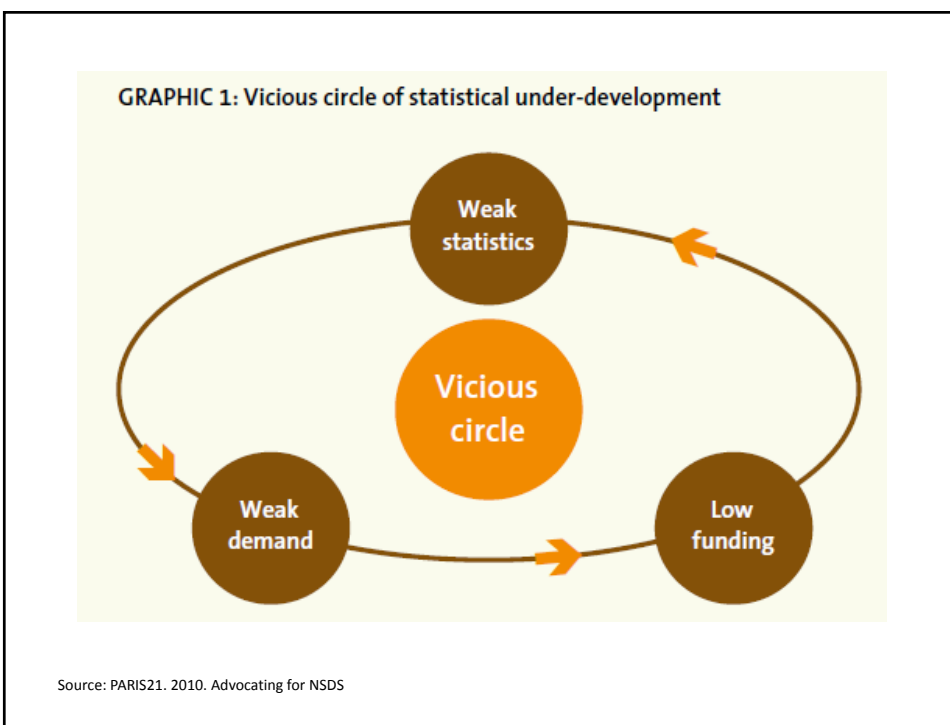 GRAPHIC 1: Vicious circle of statistical under-development
Weak
statistics
Vicious
circle
Weak
demand
Low
funding
Source: PARIS21. 2010. Advocating for NSDS